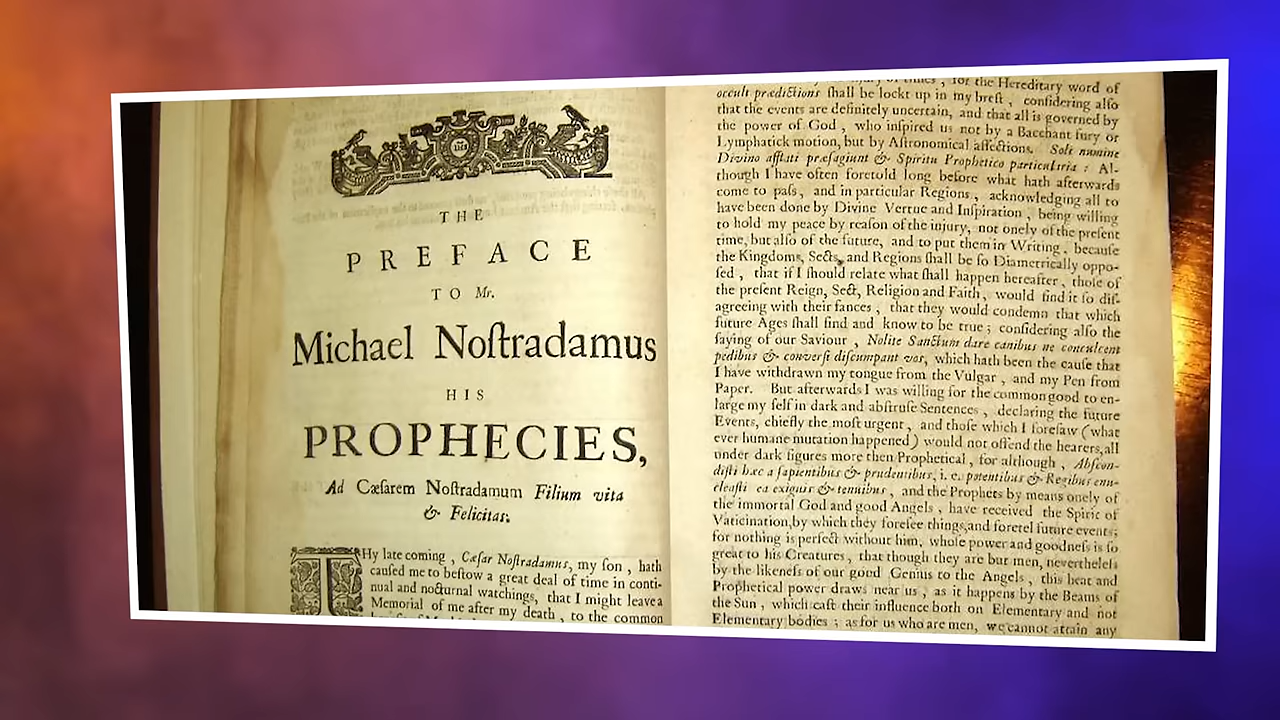 THE
PREFACE
TO Mr.
Michael Noſtradamus
HIS
PROPHECIES,
Ad Cæſarem Noſtradamum Filium vita
& Felicitas.
THy late coming , Cæſar Noſtradamus, my ſon , hath
cauſed me to beſtow a great deal of time in conti-
nual and nocturnal watchings, that I might leave a
Memorial of me after my death , to the common
of times , for the Hereditary word of
occult prædictions ſhall be lockt up in my breſt , conſidering alſo
that the events are definitely uncertain, and that all is governed by
the power of God , who inſpired us not by a Bacchant fury or
Lymphatick motion, but by Aſtronomical aſſections. Soli numine
Divino afflati præſagiunt & Spiritu Prophetico particularia : Al-
though I have often foretold long before what hath afterwards
come to paſs, and in particular Regions , acknowledging all to
have been done by Divine Vertue and Inſpiration , being willing
to hold my peace by reaſon of the injury, not onely of the preſent
time, but alſo of the future, and to put them in Writing, becauſe
the Kingdoms, Sects, and Regions ſhall be ſo Diametrically oppo-
ſed , that if I ſhould relate what ſhall happen hereafter, thoſe of
the preſent Reign, Sect, Religion and Faith, would find it ſo diſ-
agreeing with their fances , that they would condemn that which
future Ages ſhall find and know to be true ; conſidering alſo the
ſaying of our Saviour , Nolite Sanctum dare canibus ne conculcent
pedibus & converſi diſcumpant vos, which hath been the cauſe that
I have withdrawn my tongue from the Vulgar , and my Pen from
Paper. But afterwards I was willing for the common good to en-
large my ſelf in dark and abſtruſe Sentences , declaring the future
Events, chiefly the moſt urgent , and thoſe which I foreſaw (what
ever humane mutation happened) would not offend the hearers, all
under dark figures more then Prophetical, for although , Abſcon-
diſti hæc a ſapientibus & prudentibus, i. e. potentibus & Regibus enu-
cleaſti ea exiguis & tenuibus , and the Prophets by means onely of
the immortal God and good Angels , have received the Spirit of
Vaticination, by which they foreſee things, and foretel future events;
for nothing is perfect without him, whoſe power and goodneſs is ſo
great to his Creatures , that though they are but men, nevertheleſs
by the likeneſs of our good Genius to the Angels , this heat and
Prophetical power draws near us , as it happens by the Beams of
the Sun , which caſt their influence both on Elementary and not
Elementary bodies ; as for us who are men, we cannot attain any